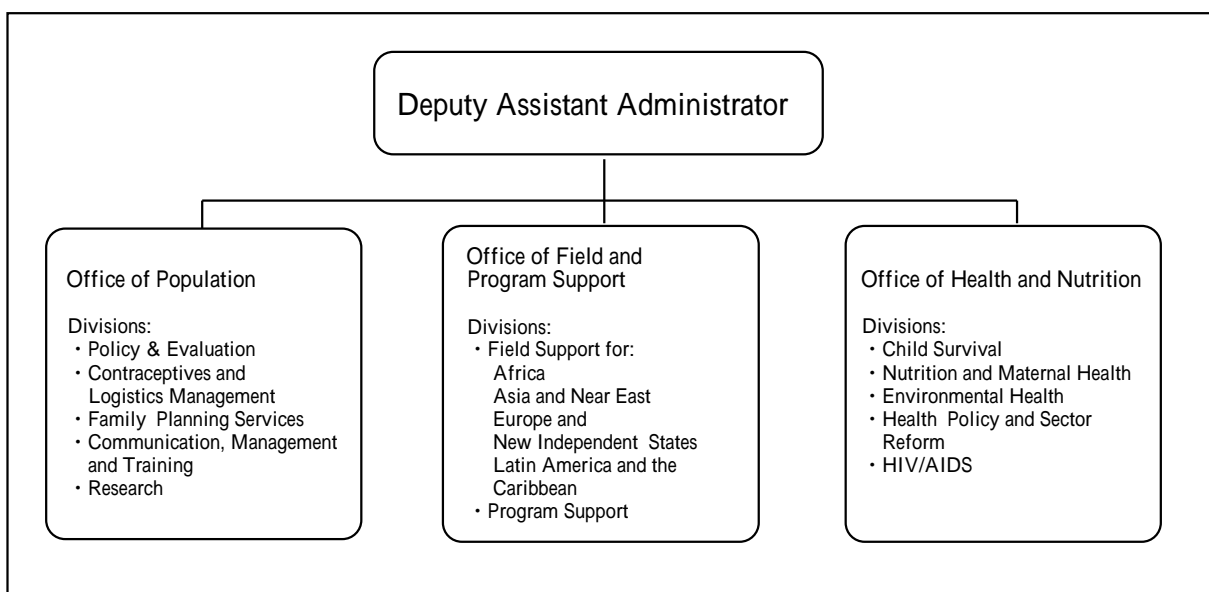 Deputy Assistant Administrator
Office of Population
Divisions:
· Policy & Evaluation
· Contraceptives and
Logistics Management
· Family Planning Services
· Communication, Management
and Training
· Research
Office of Field and
Program Support
Divisions:
· Field Support for:
Africa
Asia and Near East
Europe and
New Independent States
Latin America and the
Caribbean
· Program Support
Office of Health and Nutrition
Divisions:
· Child Survival
· Nutrition and Maternal Health
· Environmental Health
· Health Policy and Sector
Reform
· HIV/AIDS